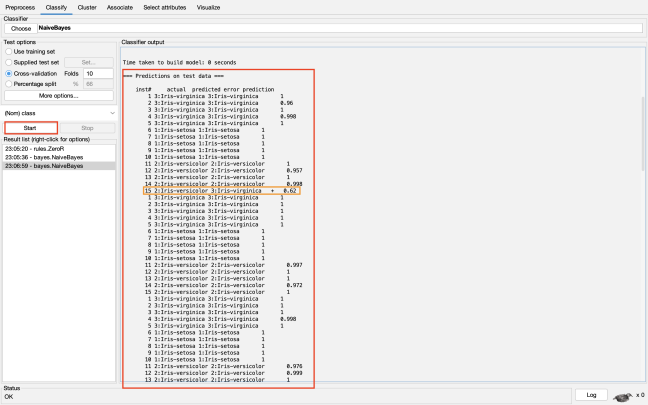 Preprocess Classify Cluster Associate Select attributes Visualize
Classifier
Choose NaiveBayes
Test options
Use training set
Supplied test set Set...
Cross-validation Folds 10
Percentage split % 66
More options...
(Nom) class
Start Stop
Result list (right-click for options)
23:05:20 - rules.ZeroR
23:05:36 - bayes.NaiveBayes
23:06:59 - bayes.NaiveBayes
Classifier output
Time taken to build model: 0 seconds
=== Predictions on test data ===
inst# actual predicted error prediction
1 3:Iris-virginica 3:Iris-virginica 1
2 3:Iris-virginica 3:Iris-virginica 0.96
3 3:Iris-virginica 3:Iris-virginica 1
4 3:Iris-virginica 3:Iris-virginica 0.998
5 3:Iris-virginica 3:Iris-virginica 1
6 1:Iris-setosa 1:Iris-setosa 1
7 1:Iris-setosa 1:Iris-setosa 1
8 1:Iris-setosa 1:Iris-setosa 1
9 1:Iris-setosa 1:Iris-setosa 1
10 1:Iris-setosa 1:Iris-setosa 1
11 2:Iris-versicolor 2:Iris-versicolor 1
12 2:Iris-versicolor 2:Iris-versicolor 0.957
13 2:Iris-versicolor 2:Iris-versicolor 1
14 2:Iris-versicolor 2:Iris-versicolor 0.998
15 2:Iris-versicolor 3:Iris-virginica + 0.62
1 3:Iris-virginica 3:Iris-virginica 1
2 3:Iris-virginica 3:Iris-virginica 1
3 3:Iris-virginica 3:Iris-virginica 1
4 3:Iris-virginica 3:Iris-virginica 1
5 3:Iris-virginica 3:Iris-virginica 1
6 1:Iris-setosa 1:Iris-setosa 1
7 1:Iris-setosa 1:Iris-setosa 1
8 1:Iris-setosa 1:Iris-setosa 1
9 1:Iris-setosa 1:Iris-setosa 1
10 1:Iris-setosa 1:Iris-setosa 1
11 2:Iris-versicolor 2:Iris-versicolor 0.997
12 2:Iris-versicolor 2:Iris-versicolor 1
13 2:Iris-versicolor 2:Iris-versicolor 1
14 2:Iris-versicolor 2:Iris-versicolor 0.972
15 2:Iris-versicolor 2:Iris-versicolor 1
1 3:Iris-virginica 3:Iris-virginica 1
2 3:Iris-virginica 3:Iris-virginica 1
3 3:Iris-virginica 3:Iris-virginica 1
4 3:Iris-virginica 3:Iris-virginica 0.998
5 3:Iris-virginica 3:Iris-virginica 1
6 1:Iris-setosa 1:Iris-setosa 1
7 1:Iris-setosa 1:Iris-setosa 1
8 1:Iris-setosa 1:Iris-setosa 1
9 1:Iris-setosa 1:Iris-setosa 1
10 1:Iris-setosa 1:Iris-setosa 1
11 2:Iris-versicolor 2:Iris-versicolor 0.976
12 2:Iris-versicolor 2:Iris-versicolor 0.999
13 2:Iris-versicolor 2:Iris-versicolor 1
Status
OK
Log x 0